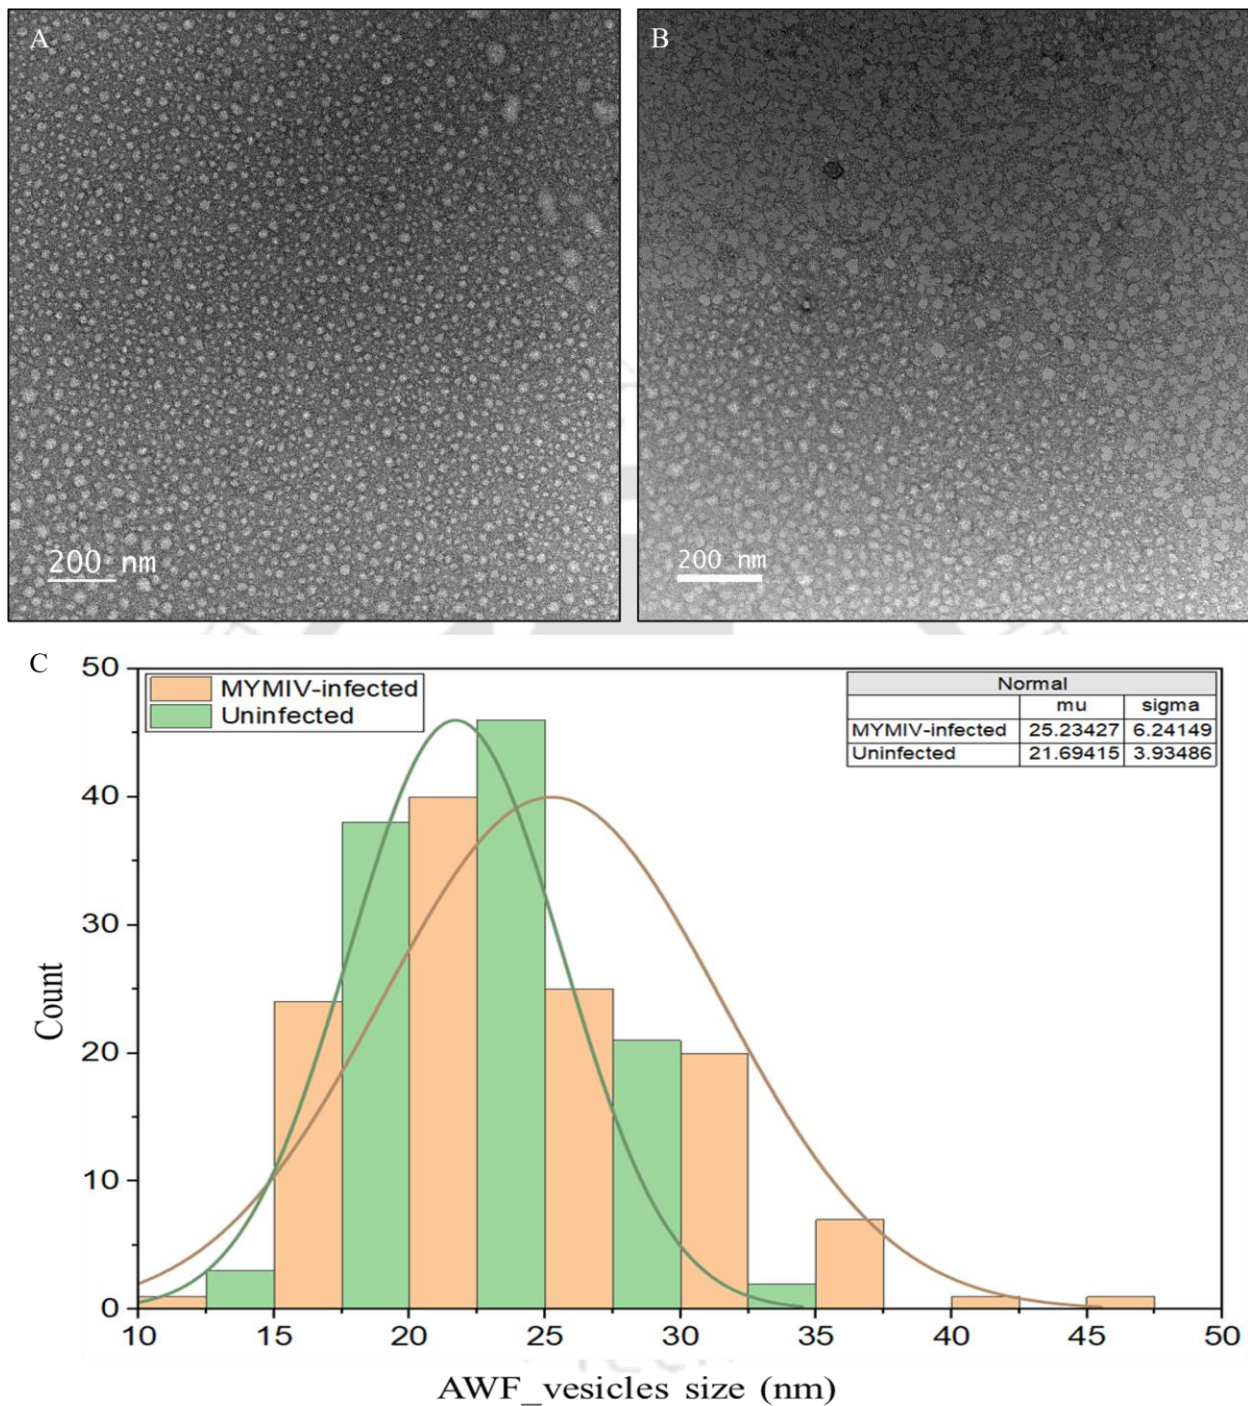 A
B
200 nm
200 nm
C
MYMIV-infected
Uninfected
Normal
mu sigma
MYMIV-infected 25.23427 6.24149
Uninfected 21.69415 3.93486
50
40
30
20
10
0
Count
10 15 20 25 30 35 40 45 50
AWF_vesicles size (nm)